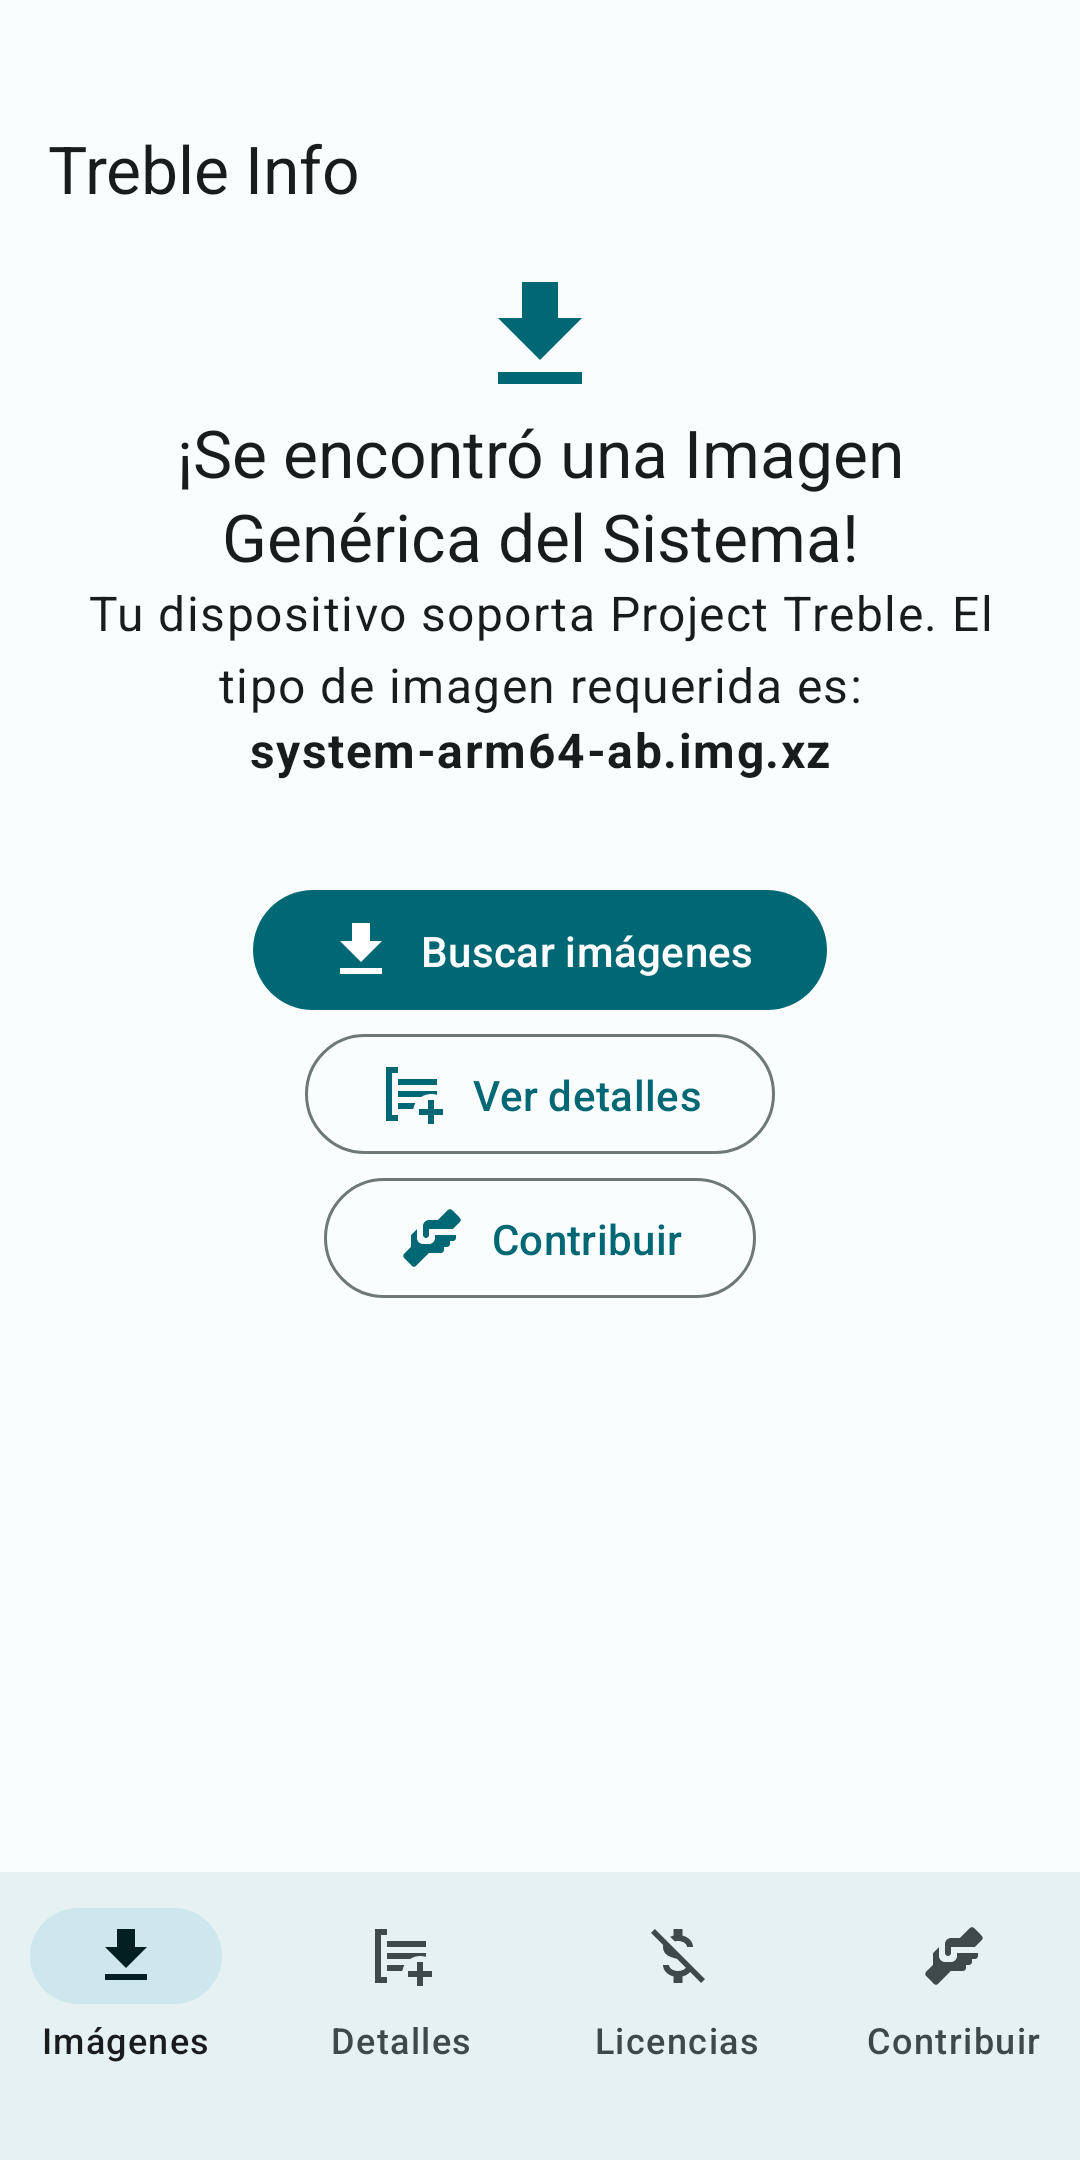 Treble Info
¡Se encontró una Imagen
Genérica del Sistema!
Tu dispositivo soporta Project Treble. El
tipo de imagen requerida es:
system-arm64-ab.img.xz
Buscar imágenes
Ver detalles
Contribuir
Imágenes
Detalles
Licencias
Contribuir